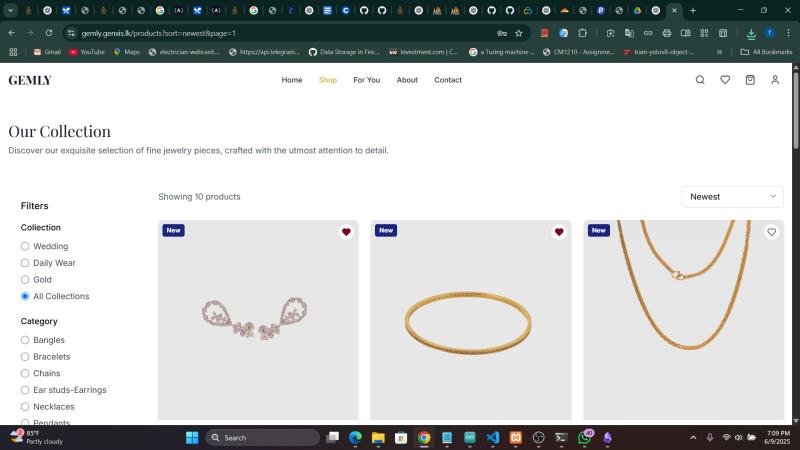 gemly.genxis.lk/products?sort=newest&page=1
Gmail
YouTube
Maps
electrician-webcard....
https://api.telegram...
Data Storage in Fire...
Investment.com | C...
a Turing machine ...
CM1210 - Assignme...
train-yolov8-object-...
All Bookmarks
GEMLY
Home
Shop
For You
About
Contact
Our Collection
Discover our exquisite selection of fine jewelry pieces, crafted with the utmost attention to detail.
Filters
Showing 10 products
Newest
Collection
Wedding
Daily Wear
Gold
All Collections
Category
Bangles
Bracelets
Chains
Ear studs-Earrings
Necklaces
Pendants
New
New
New
85°F
Partly cloudy
Search
7:09 PM
6/9/2025